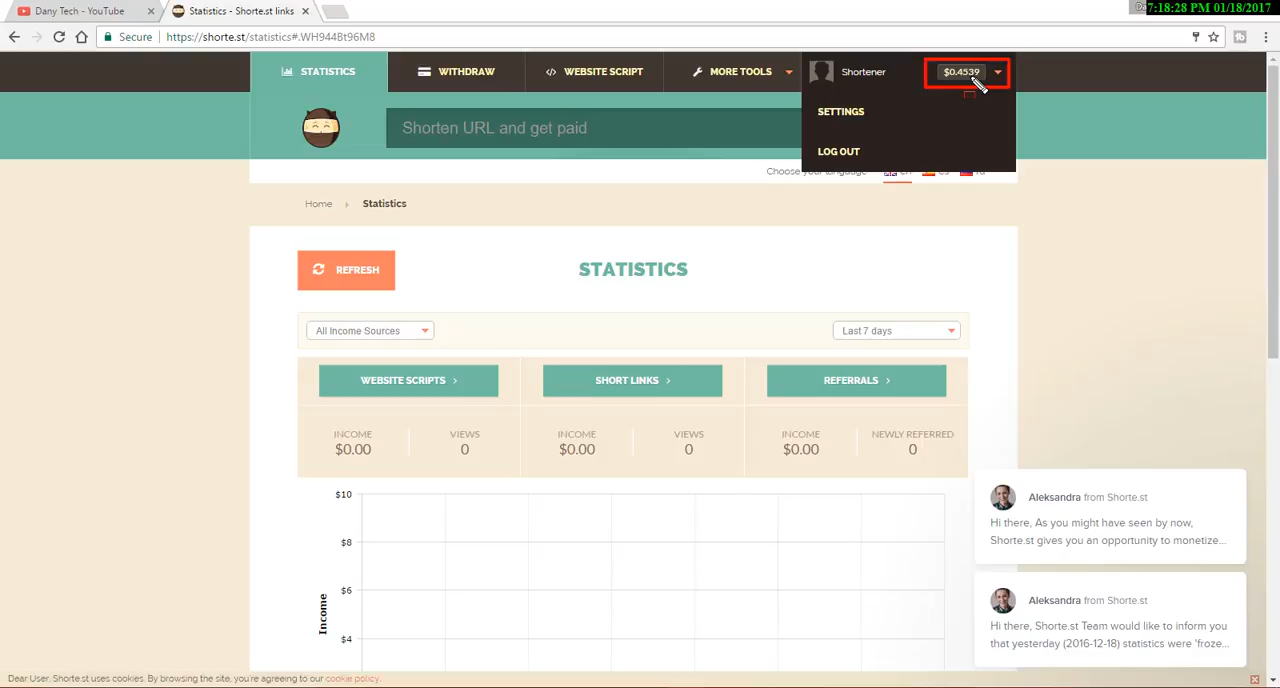 Dany Tech - YouTube
Statistics - Shorte.st links
7:18:28 PM 01/18/2017
Secure
https://shorte.st/statistics#.WH944Bt96M8
STATISTICS
WITHDRAW
WEBSITE SCRIPT
MORE TOOLS
Shortener
$0.4539
SETTINGS
LOG OUT
Shorten URL and get paid
Choose your language
Home
Statistics
REFRESH
STATISTICS
All Income Sources
Last 7 days
WEBSITE SCRIPTS
SHORT LINKS
REFERRALS
INCOME
VIEWS
INCOME
VIEWS
INCOME
NEWLY REFERRED
$0.00
0
$0.00
0
$0.00
0
$10
$8
$6
$4
Income
Aleksandra from Shorte.st
Hi there, As you might have seen by now,
Shorte.st gives you an opportunity to monetize...
Aleksandra from Shorte.st
Hi there, Shorte.st Team would like to inform you
that yesterday (2016-12-18) statistics were 'froze...
Dear User, Shorte.st uses cookies. By browsing the site, you're agreeing to our cookie policy.